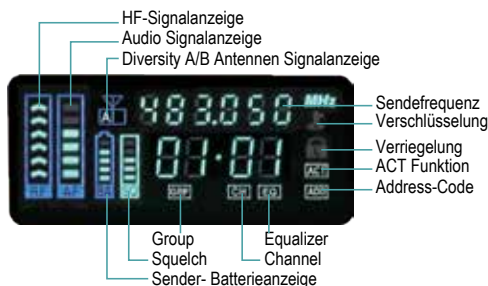 HF-Signalanzeige
Audio Signalanzeige
Diversity A/B Antennen Signalanzeige
A 483.050 MHz
Sendefrequenz
Verschlüsselung
Verriegelung
01.01
ACT
ACT Funktion
RF AF
GRP CH EQ ADD
Address-Code
Group Equalizer
Squelch Channel
Sender- Batterieanzeige